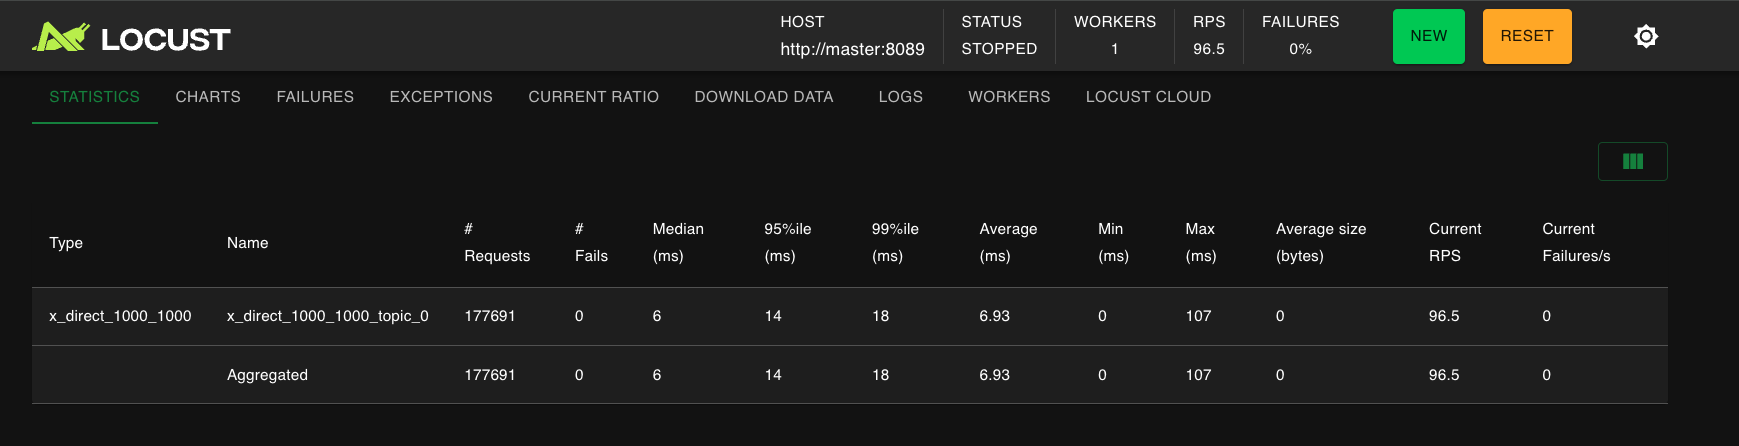 LOCUST
HOST
http://master:8089
STATUS
STOPPED
WORKERS
1
RPS
96.5
FAILURES
0%
NEW
RESET
STATISTICS CHARTS FAILURES EXCEPTIONS CURRENT RATIO DOWNLOAD DATA LOGS WORKERS LOCUST CLOUD
Type Name # Requests # Fails Median (ms) 95%ile (ms) 99%ile (ms) Average (ms) Min (ms) Max (ms) Average size (bytes) Current RPS Current Failures/s
x_direct_1000_1000 x_direct_1000_1000_topic_0 177691 0 6 14 18 6.93 0 107 0 96.5 0
Aggregated 177691 0 6 14 18 6.93 0 107 0 96.5 0